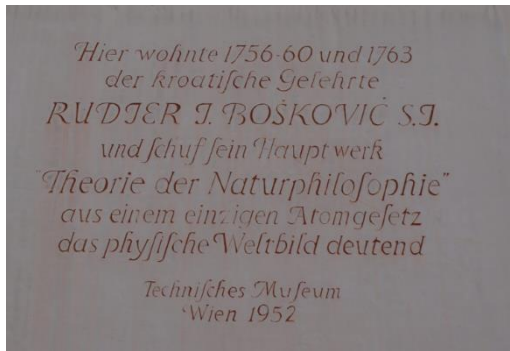 Hier wohnte 1756-60 und 1763
der kroatiſche Gelehrte
RUDJER J. BOŠKOVIĆ S.J.
und ſchuf ſein Hauptwerk
"Theorie der Naturphiloſophie"
aus einem einzigen Atomgeſetz
das phyſiſche Weltbild deutend
Techniſches Muſeum
Wien 1952